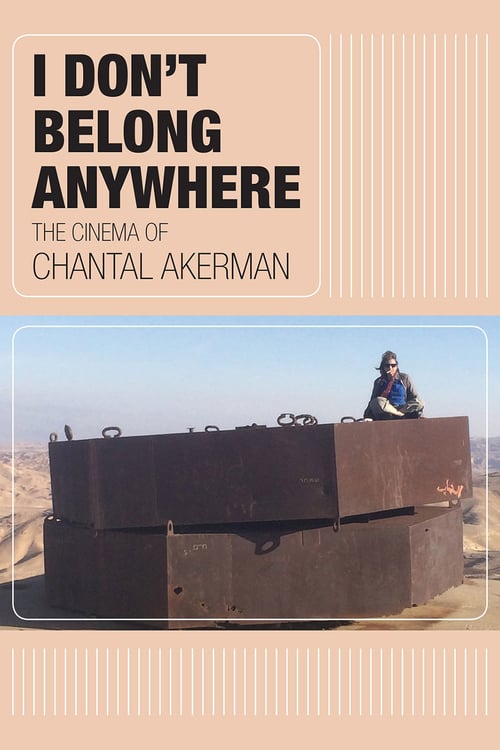 I DON'T
BELONG
ANYWHERE
THE CINEMA OF
CHANTAL AKERMAN